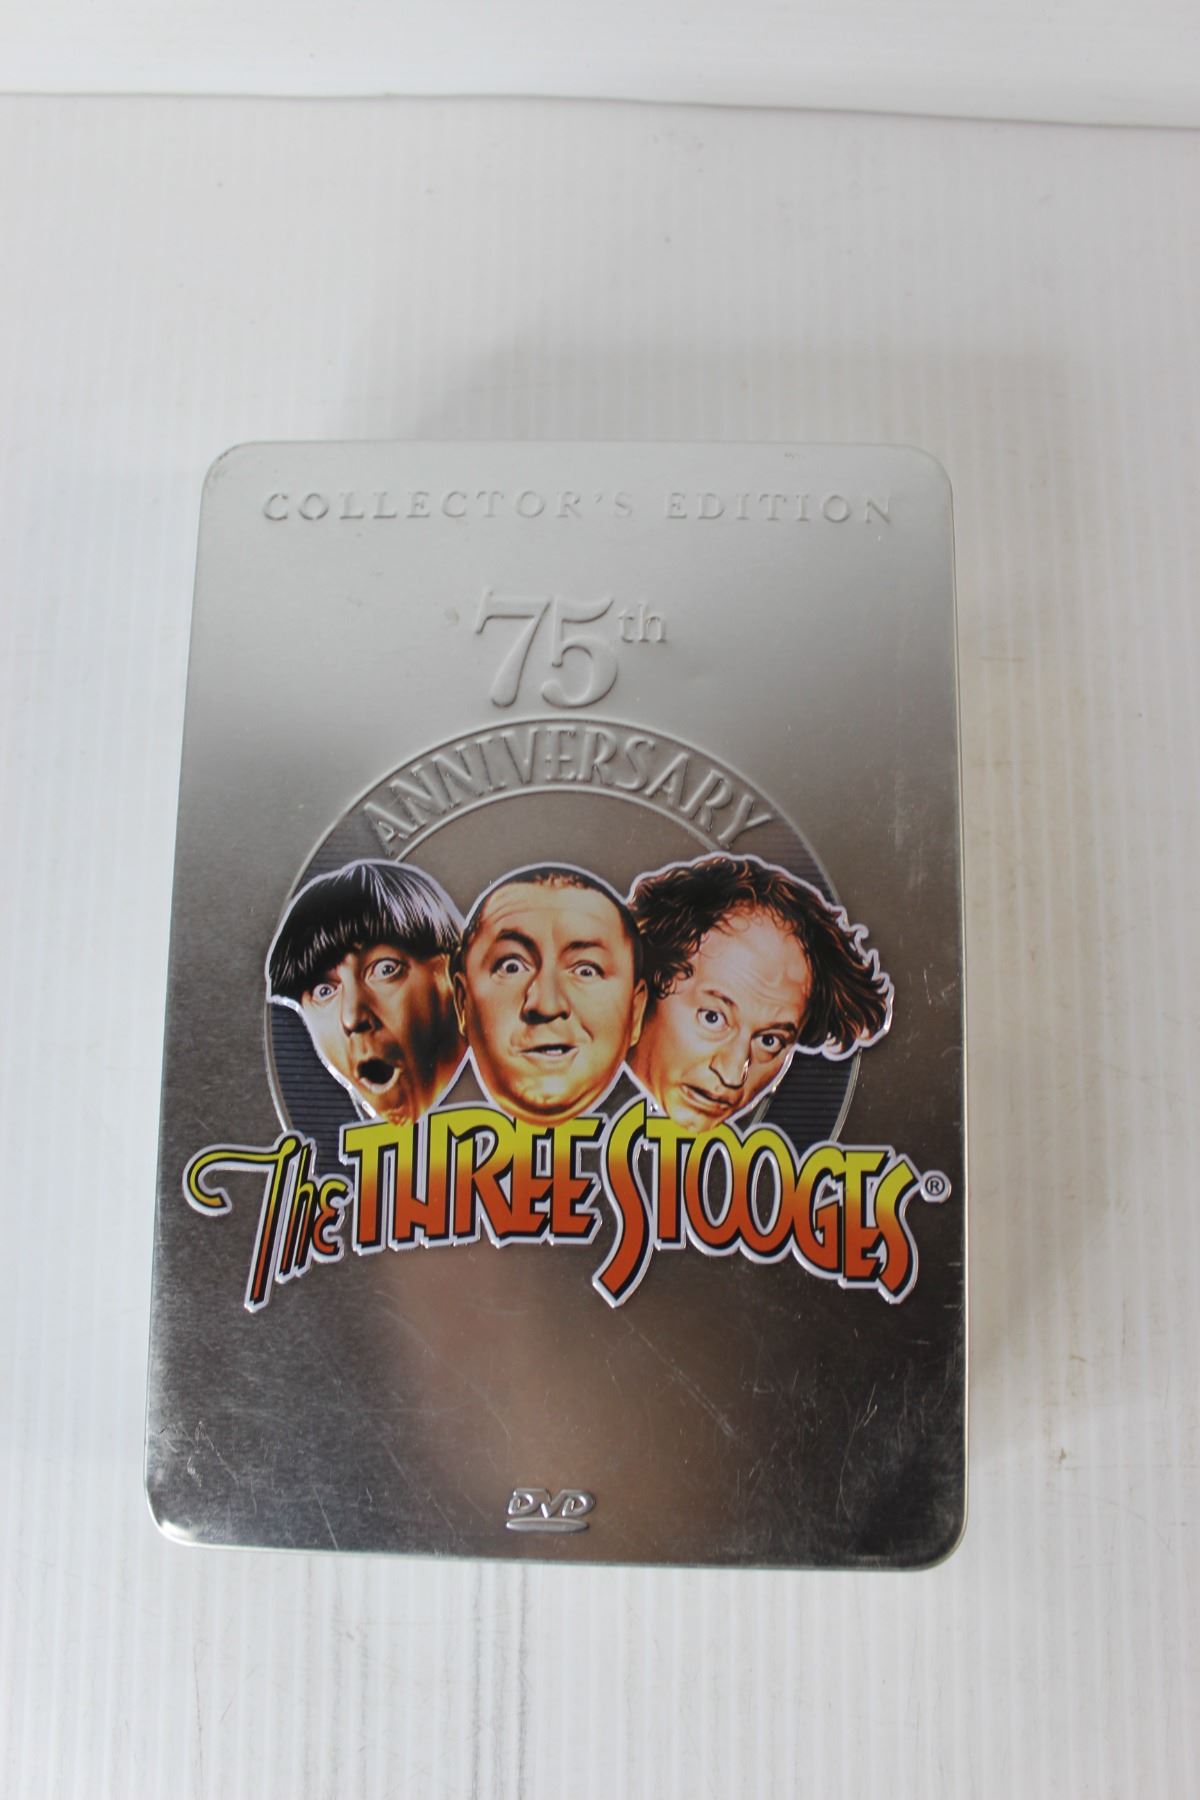 COLLECTOR'S EDITION
75th
ANNIVERSARY
The THREE STOOGES®
DVD